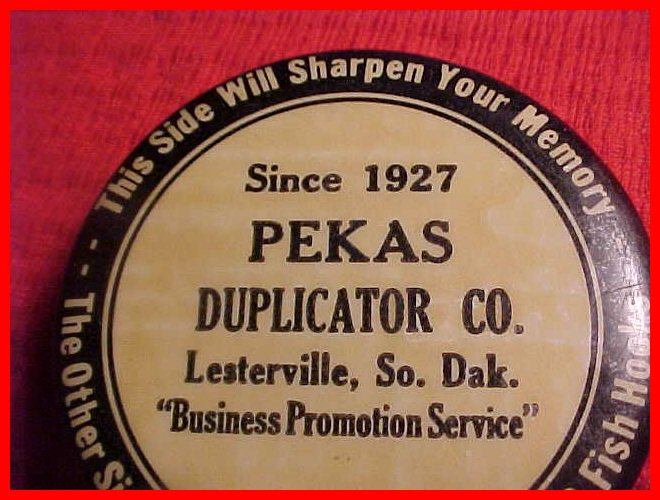 This Side Will Sharpen Your Memory
Since 1927
PEKAS
DUPLICATOR CO.
Lesterville, So. Dak.
"Business Promotion Service"
- - The Other
Fish